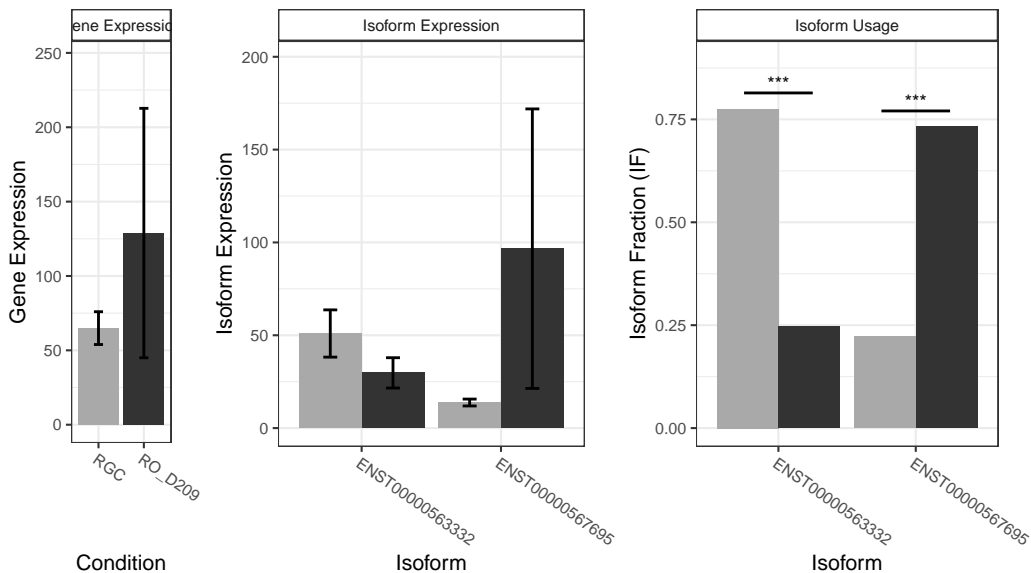 ene Expressio
Gene Expression
250
200
150
100
50
0
RGC
RO_D209
Condition
Isoform Expression
Isoform Expression
200
150
100
50
0
ENST00000563332
ENST00000567695
Isoform
Isoform Usage
Isoform Fraction (IF)
0.75
0.50
0.25
0.00
***
***
ENST00000563332
ENST00000567695
Isoform